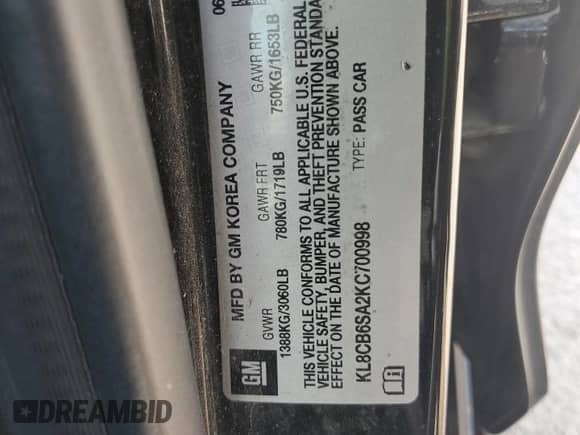 06
MFD BY GM KOREA COMPANY
GVWR GAWR FRT GAWR RR
1388KG/3060LB 780KG/1719LB 750KG/1653LB
THIS VEHICLE CONFORMS TO ALL APPLICABLE U.S. FEDERAL
VEHICLE SAFETY, BUMPER, AND THEFT PREVENTION STANDA
EFFECT ON THE DATE OF MANUFACTURE SHOWN ABOVE.
KL8CB6SA2KC700998 TYPE: PASS CAR
GM
DREAMBID